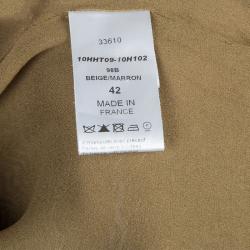 33610
10HHT09-10H102
98B
BEIGE/MARRON
42
MADE IN
FRANCE